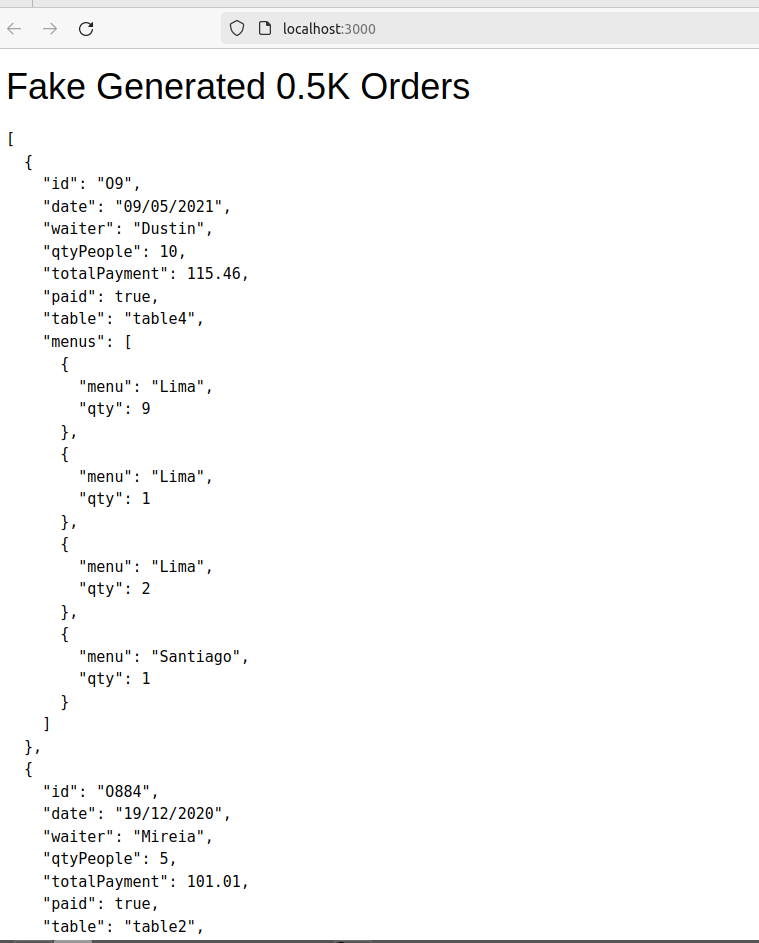 localhost:3000
Fake Generated 0.5K Orders
[
  {
    "id": "O9",
    "date": "09/05/2021",
    "waiter": "Dustin",
    "qtyPeople": 10,
    "totalPayment": 115.46,
    "paid": true,
    "table": "table4",
    "menus": [
      {
        "menu": "Lima",
        "qty": 9
      },
      {
        "menu": "Lima",
        "qty": 1
      },
      {
        "menu": "Lima",
        "qty": 2
      },
      {
        "menu": "Santiago",
        "qty": 1
      }
    ]
  },
  {
    "id": "O884",
    "date": "19/12/2020",
    "waiter": "Mireia",
    "qtyPeople": 5,
    "totalPayment": 101.01,
    "paid": true,
    "table": "table2",